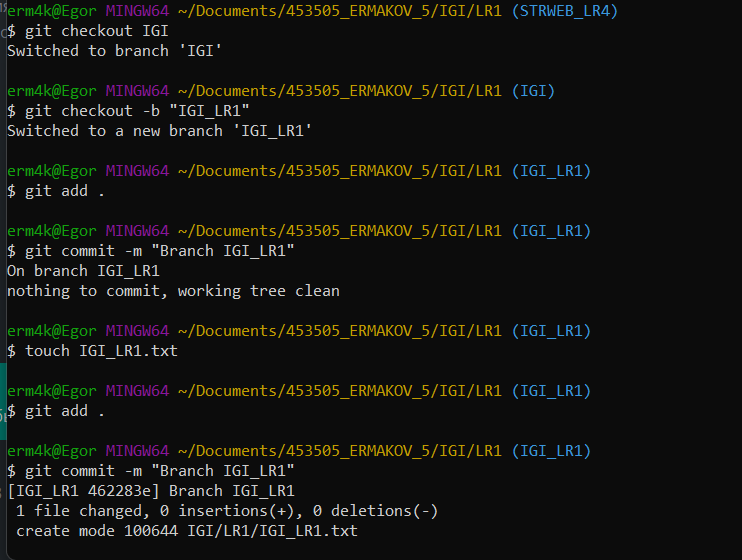 erm4k@Egor MINGW64 ~/Documents/453505_ERMAKOV_5/IGI/LR1 (STRWEB_LR4)
$ git checkout IGI
Switched to branch 'IGI'
erm4k@Egor MINGW64 ~/Documents/453505_ERMAKOV_5/IGI/LR1 (IGI)
$ git checkout -b "IGI_LR1"
Switched to a new branch 'IGI_LR1'
erm4k@Egor MINGW64 ~/Documents/453505_ERMAKOV_5/IGI/LR1 (IGI_LR1)
$ git add .
erm4k@Egor MINGW64 ~/Documents/453505_ERMAKOV_5/IGI/LR1 (IGI_LR1)
$ git commit -m "Branch IGI_LR1"
On branch IGI_LR1
nothing to commit, working tree clean
erm4k@Egor MINGW64 ~/Documents/453505_ERMAKOV_5/IGI/LR1 (IGI_LR1)
$ touch IGI_LR1.txt
erm4k@Egor MINGW64 ~/Documents/453505_ERMAKOV_5/IGI/LR1 (IGI_LR1)
$ git add .
erm4k@Egor MINGW64 ~/Documents/453505_ERMAKOV_5/IGI/LR1 (IGI_LR1)
$ git commit -m "Branch IGI_LR1"
[IGI_LR1 462283e] Branch IGI_LR1
 1 file changed, 0 insertions(+), 0 deletions(-)
 create mode 100644 IGI/LR1/IGI_LR1.txt